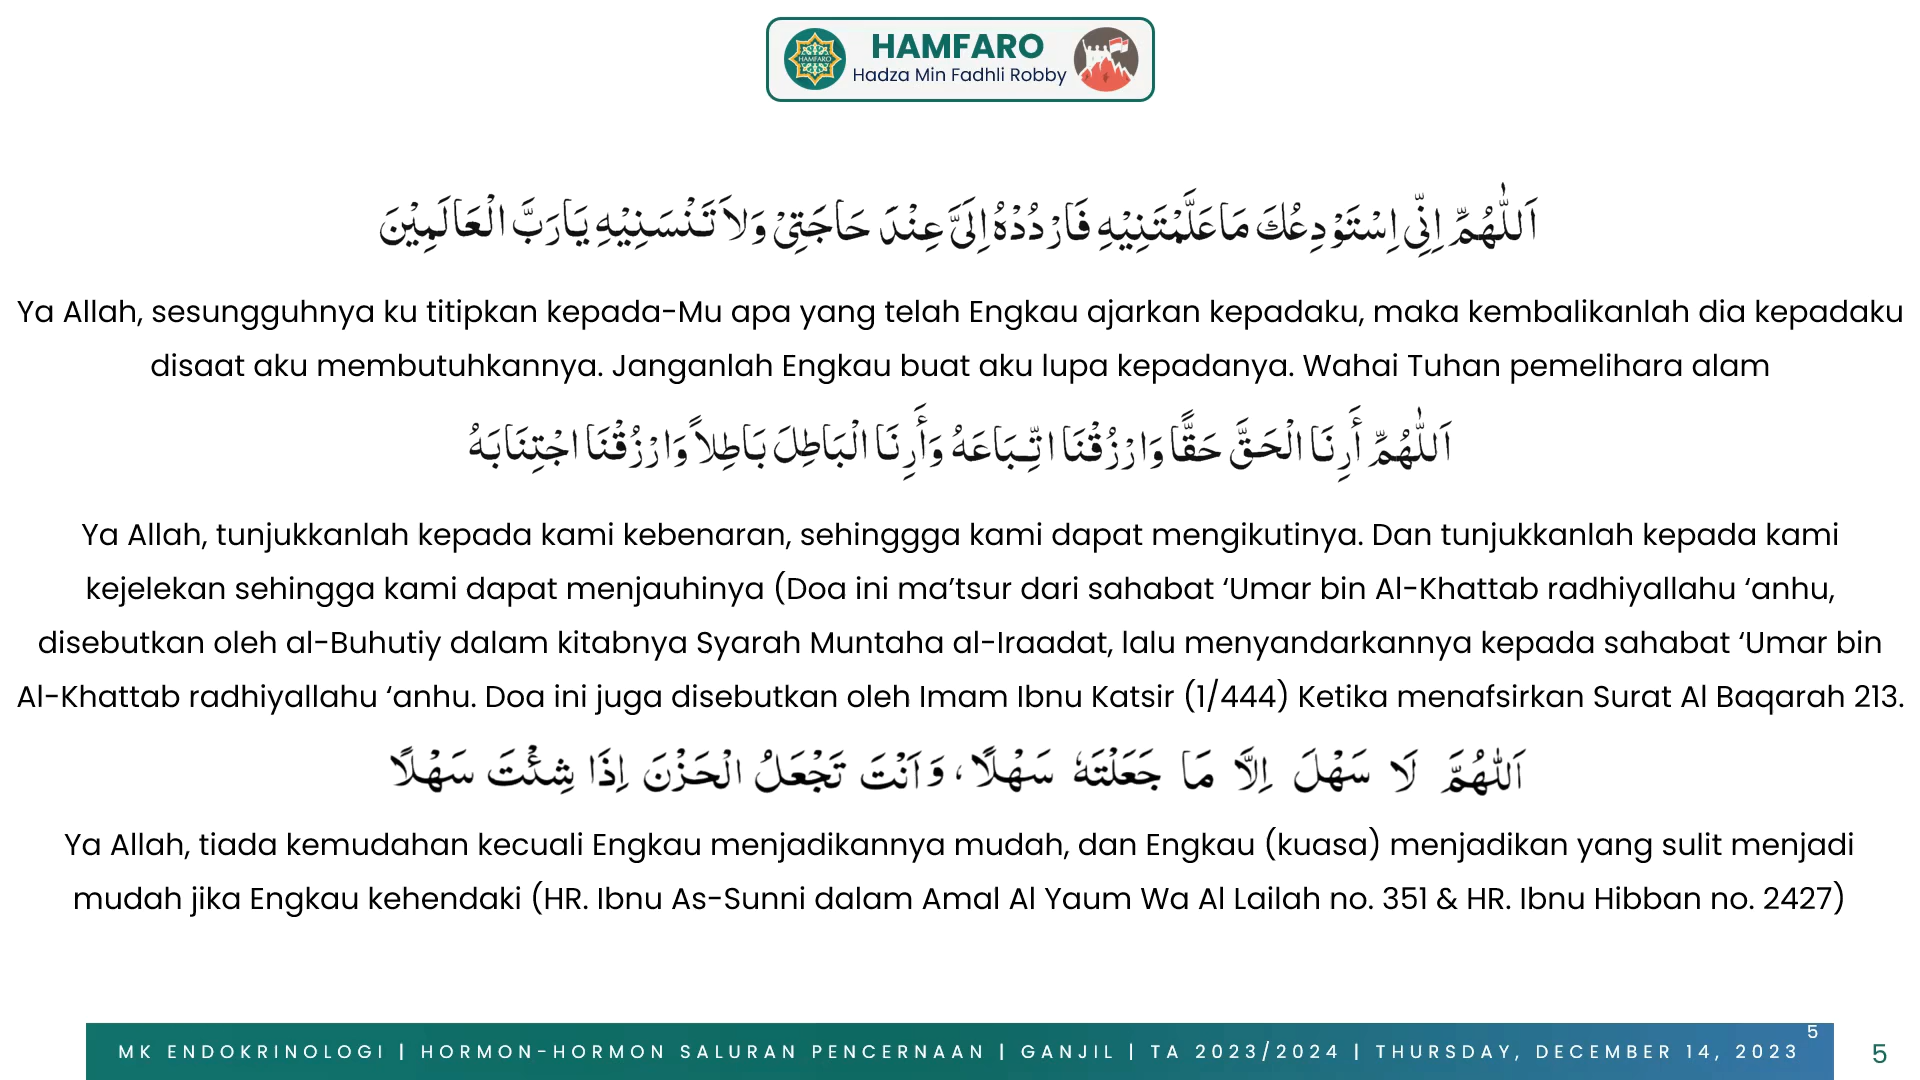 HAMFARO
HAMFARO
Hadza Min Fadhli Robby
اَللّٰهُمَّ اِنِّى اِسْتَوْدِعُكَ مَاعَلَّمْتَنِيْهِ فَارْدُدْهُ اِلَىَّ عِنْدَ حَاجَتِىْ وَلاَ تَنْسَنِيْهِ يَارَبَّ الْعَالَمِيْنَ
Ya Allah, sesungguhnya ku titipkan kepada-Mu apa yang telah Engkau ajarkan kepadaku, maka kembalikanlah dia kepadaku
disaat aku membutuhkannya. Janganlah Engkau buat aku lupa kepadanya. Wahai Tuhan pemelihara alam
اَللّٰهُمَّ أَرِنَا الْحَقَّ حَقًّا وَارْزُقْنَا اتِّـبَاعَهُ وَأَرِنَا الْبَاطِلَ بَاطِلاً وَارْزُقْنَا اجْتِنَابَهُ
Ya Allah, tunjukkanlah kepada kami kebenaran, sehinggga kami dapat mengikutinya. Dan tunjukkanlah kepada kami
kejelekan sehingga kami dapat menjauhinya (Doa ini ma’tsur dari sahabat ‘Umar bin Al-Khattab radhiyallahu ‘anhu,
disebutkan oleh al-Buhutiy dalam kitabnya Syarah Muntaha al-Iraadat, lalu menyandarkannya kepada sahabat ‘Umar bin
Al-Khattab radhiyallahu ‘anhu. Doa ini juga disebutkan oleh Imam Ibnu Katsir (1/444) Ketika menafsirkan Surat Al Baqarah 213.
اَللّٰهُمَّ لَا سَهْلَ اِلَّا مَا جَعَلْتَهٗ سَهْلًا، وَاَنْتَ تَجْعَلُ الْحَزْنَ اِذَا شِئْتَ سَهْلًا
Ya Allah, tiada kemudahan kecuali Engkau menjadikannya mudah, dan Engkau (kuasa) menjadikan yang sulit menjadi
mudah jika Engkau kehendaki (HR. Ibnu As-Sunni dalam Amal Al Yaum Wa Al Lailah no. 351 & HR. Ibnu Hibban no. 2427)
5
MK ENDOKRINOLOGI | HORMON-HORMON SALURAN PENCERNAAN | GANJIL | TA 2023/2024 | THURSDAY, DECEMBER 14, 2023
5